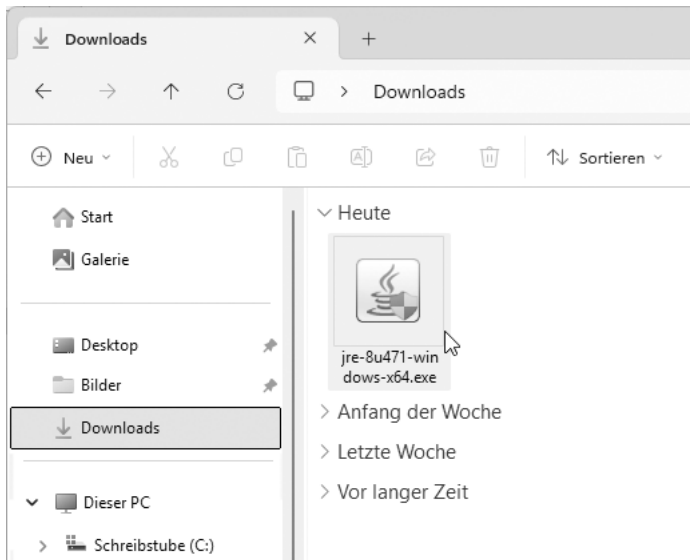 Downloads
Downloads
Neu
Sortieren
Start
Galerie
Desktop
Bilder
Downloads
Dieser PC
Schreibstube (C:)
Heute
jre-8u471-win
dows-x64.exe
Anfang der Woche
Letzte Woche
Vor langer Zeit